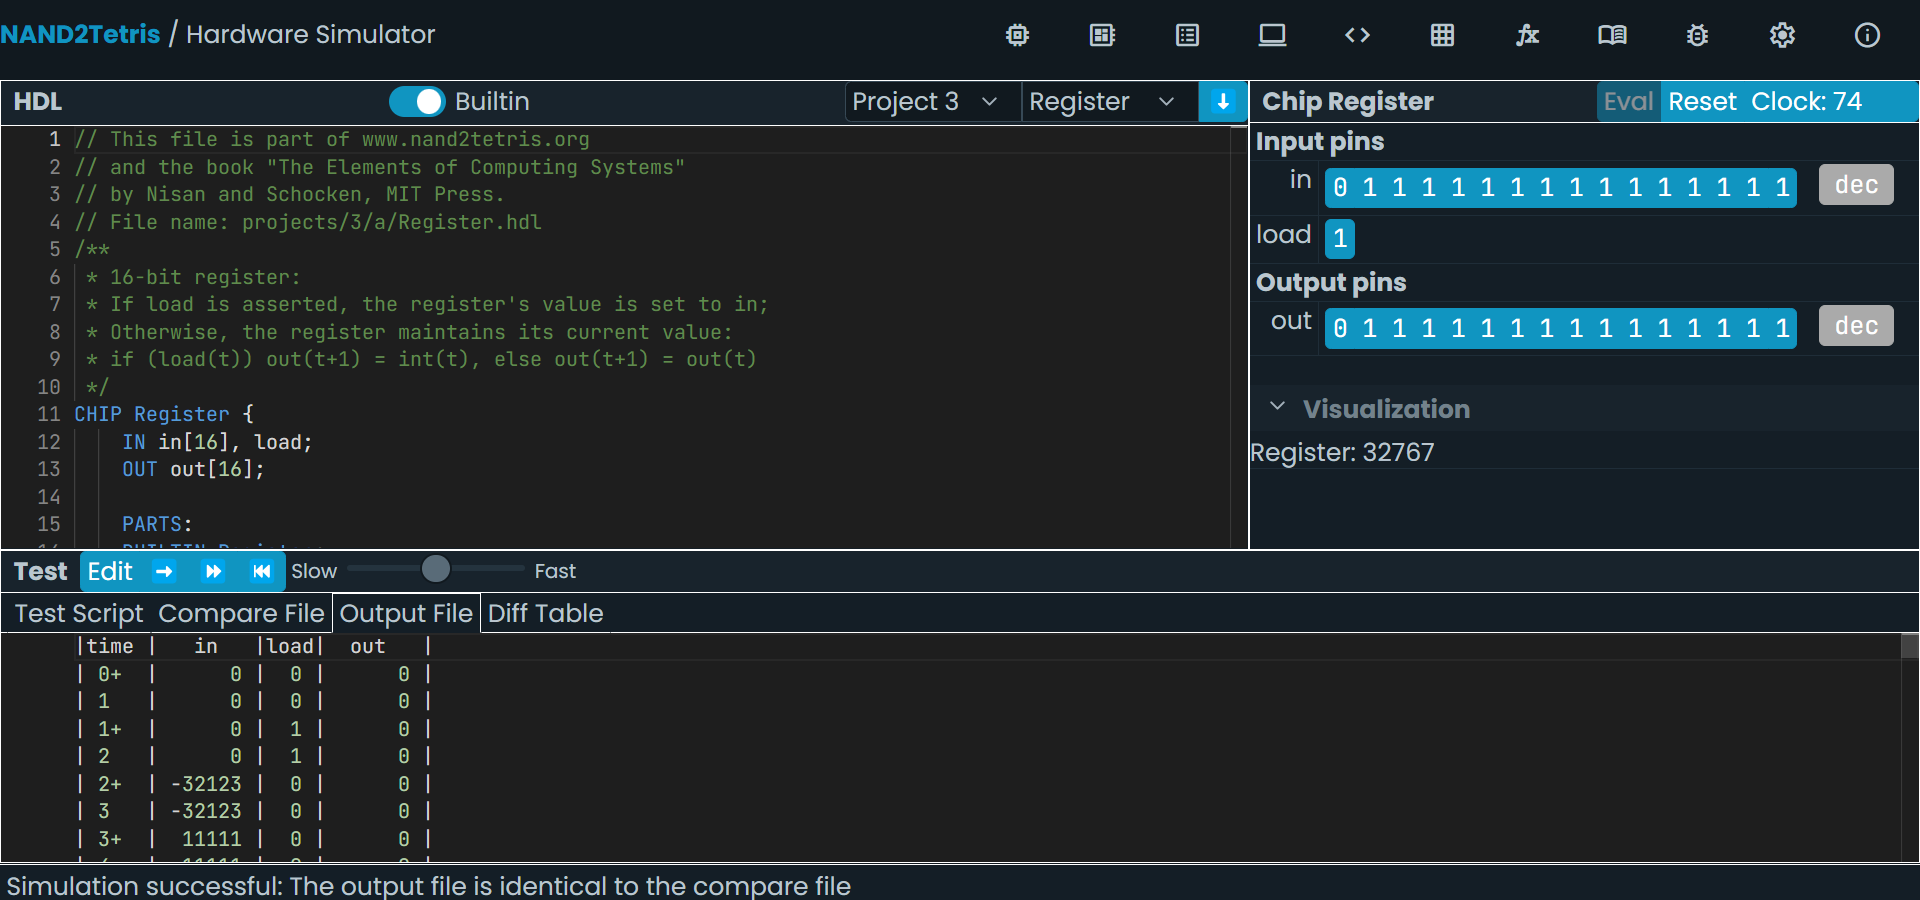 NAND2Tetris / Hardware Simulator
HDL Builtin Project 3 Register
1 // This file is part of www.nand2tetris.org
2 // and the book "The Elements of Computing Systems"
3 // by Nisan and Schocken, MIT Press.
4 // File name: projects/3/a/Register.hdl
5 /**
6 * 16-bit register:
7 * If load is asserted, the register's value is set to in;
8 * Otherwise, the register maintains its current value:
9 * if (load(t)) out(t+1) = int(t), else out(t+1) = out(t)
10 */
11 CHIP Register {
12 IN in[16], load;
13 OUT out[16];
14
15 PARTS:
Chip Register Eval Reset Clock: 74
Input pins
in 0 1 1 1 1 1 1 1 1 1 1 1 1 1 1 1 dec
load 1
Output pins
out 0 1 1 1 1 1 1 1 1 1 1 1 1 1 1 1 dec
Visualization
Register: 32767
Test Edit Slow Fast
Test Script Compare File Output File Diff Table
|time | in |load| out |
| 0+ | 0 | 0 | 0 |
| 1 | 0 | 0 | 0 |
| 1+ | 0 | 1 | 0 |
| 2 | 0 | 1 | 0 |
| 2+ | -32123 | 0 | 0 |
| 3 | -32123 | 0 | 0 |
| 3+ | 11111 | 0 | 0 |
Simulation successful: The output file is identical to the compare file